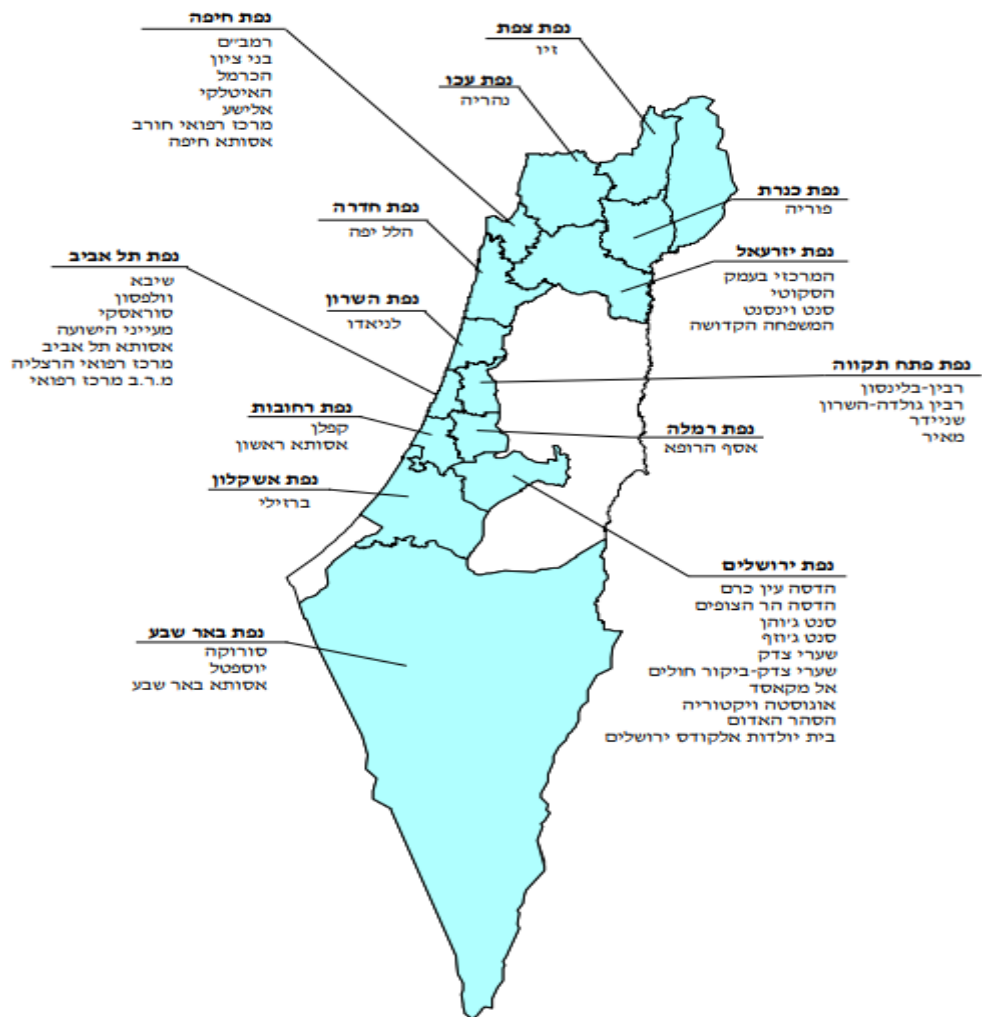 נפת חיפה
רמב״ם
בני ציון
הכרמל
האיטלקי
אלישע
מרכז רפואי חורב
אסותא חיפה
נפת צפת
זיו
נפת עכו
נהריה
נפת כנרת
פוריה
נפת חדרה
הלל יפה
נפת יזרעאל
המרכזי בעמק
הסקוטי
סנט וינסנט
המשפחה הקדושה
נפת תל אביב
שיבא
וולפסון
סוראסקי
מעייני הישועה
אסותא תל אביב
מרכז רפואי הרצליה
מ.ר.ב מרכז רפואי
נפת השרון
לניאדו
נפת פתח תקווה
רבין-בלינסון
רבין גולדה-השרון
שניידר
מאיר
נפת רחובות
קפלן
אסותא ראשון
נפת רמלה
אסף הרופא
נפת אשקלון
ברזילי
נפת ירושלים
הדסה עין כרם
הדסה הר הצופים
סנט ג׳והן
סנט ג׳וזף
שערי צדק
שערי צדק-ביקור חולים
אל מקאסד
אוגוסטה ויקטוריה
הסהר האדום
בית יולדות אלקודס ירושלים
נפת באר שבע
סורוקה
יוספטל
אסותא באר שבע